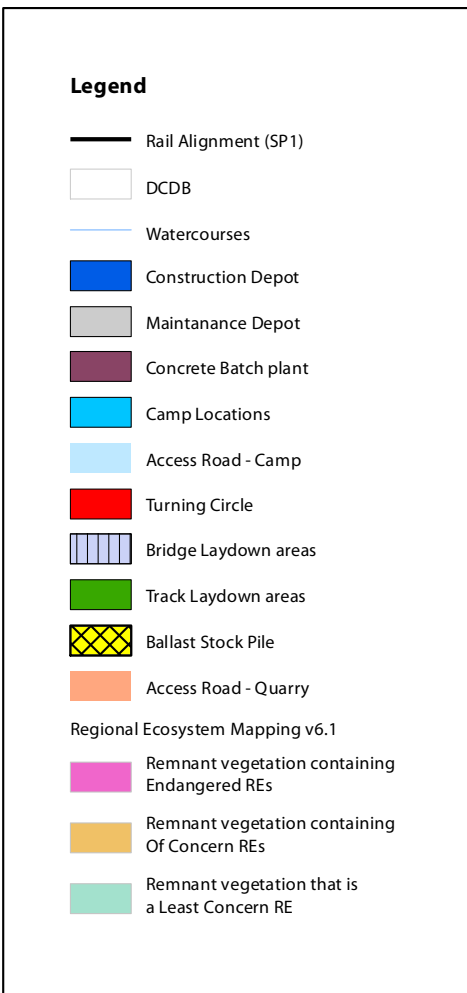 Legend
Rail Alignment (SP1)
DCDB
Watercourses
Construction Depot
Maintanance Depot
Concrete Batch plant
Camp Locations
Access Road - Camp
Turning Circle
Bridge Laydown areas
Track Laydown areas
Ballast Stock Pile
Access Road - Quarry
Regional Ecosystem Mapping v6.1
Remnant vegetation containing
Endangered REs
Remnant vegetation containing
Of Concern REs
Remnant vegetation that is
a Least Concern RE